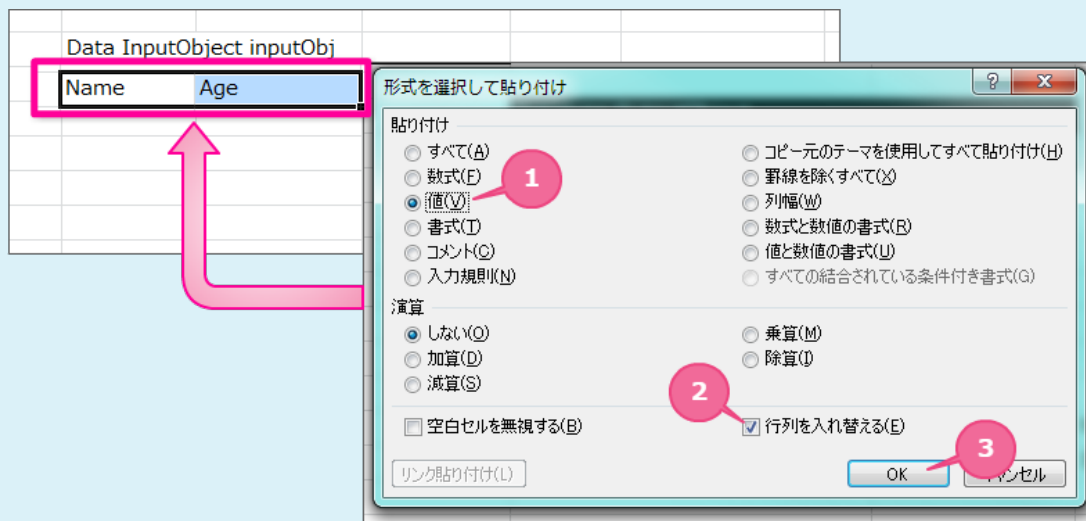 Data InputObject inputObj
Name Age
形式を選択して貼り付け
貼り付け
すべて(A)
数式(F)
値(V)
書式(T)
コメント(C)
入力規則(N)
コピー元のテーマを使用してすべて貼り付け(H)
罫線を除くすべて(X)
列幅(W)
数式と数値の書式(R)
値と数値の書式(U)
すべての結合されている条件付き書式(G)
1
演算
しない(O)
加算(D)
減算(S)
乗算(M)
除算(I)
2
空白セルを無視する(B)
行列を入れ替える(E)
3
リンク貼り付け(L)
OK
キャンセル